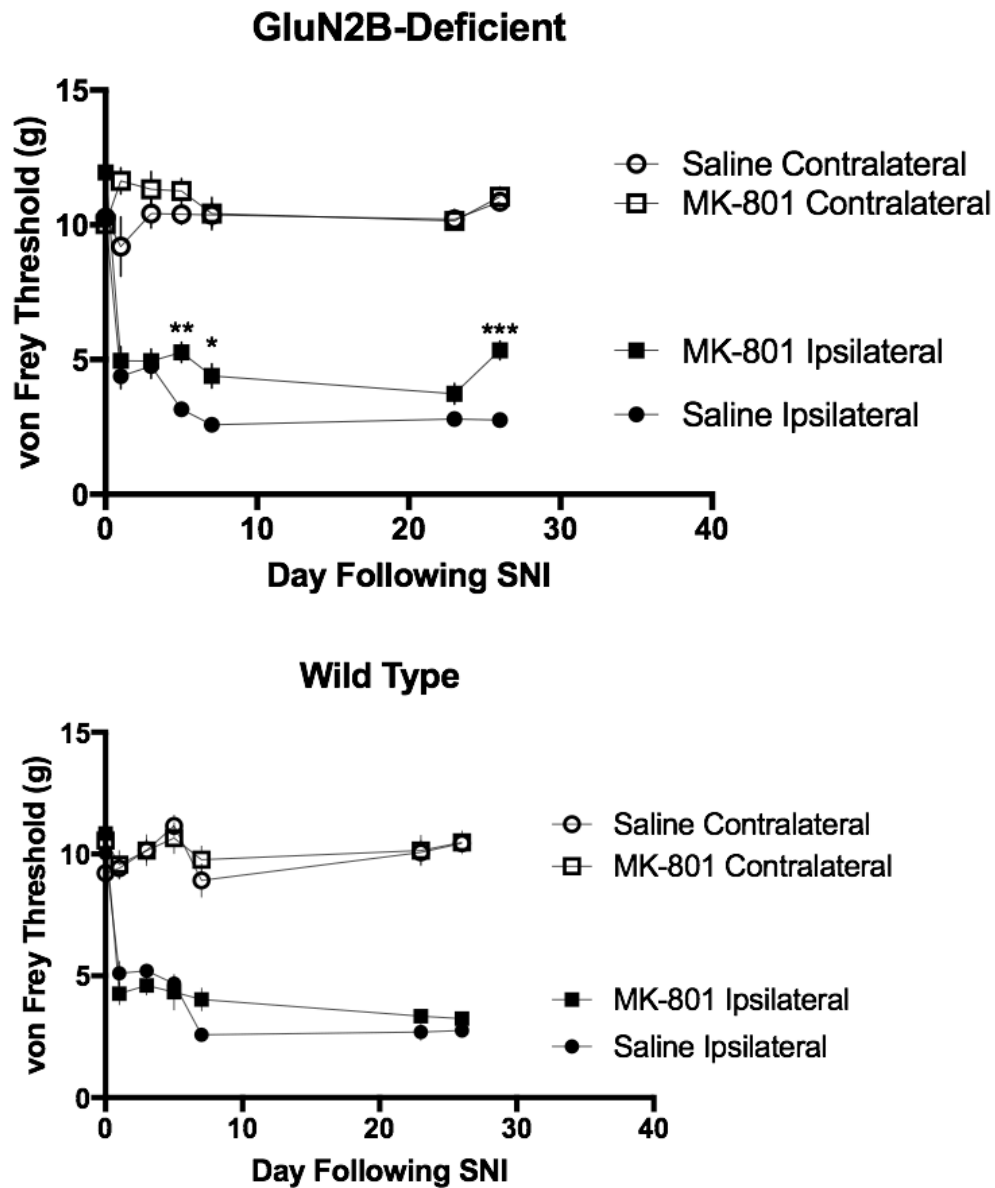 GluN2B-Deficient
von Frey Threshold (g)
15
10
5
0
0 10 20 30 40
Day Following SNI
** * ***
Saline Contralateral
MK-801 Contralateral
MK-801 Ipsilateral
Saline Ipsilateral
Wild Type
von Frey Threshold (g)
15
10
5
0
0 10 20 30 40
Day Following SNI
Saline Contralateral
MK-801 Contralateral
MK-801 Ipsilateral
Saline Ipsilateral